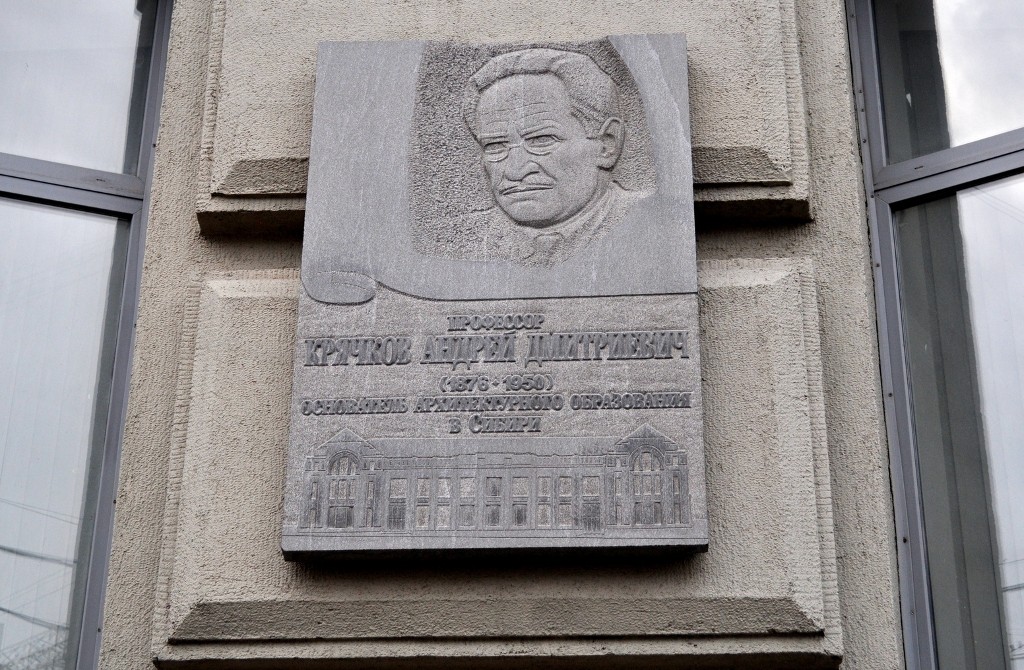 ПРОФЕССОР
КРЯЧКОВ АНДРЕЙ ДМИТРИЕВИЧ
(1876 • 1950)
ОСНОВАТЕЛЬ АРХИТЕКТУРНОГО ОБРАЗОВАНИЯ
В СИБИРИ